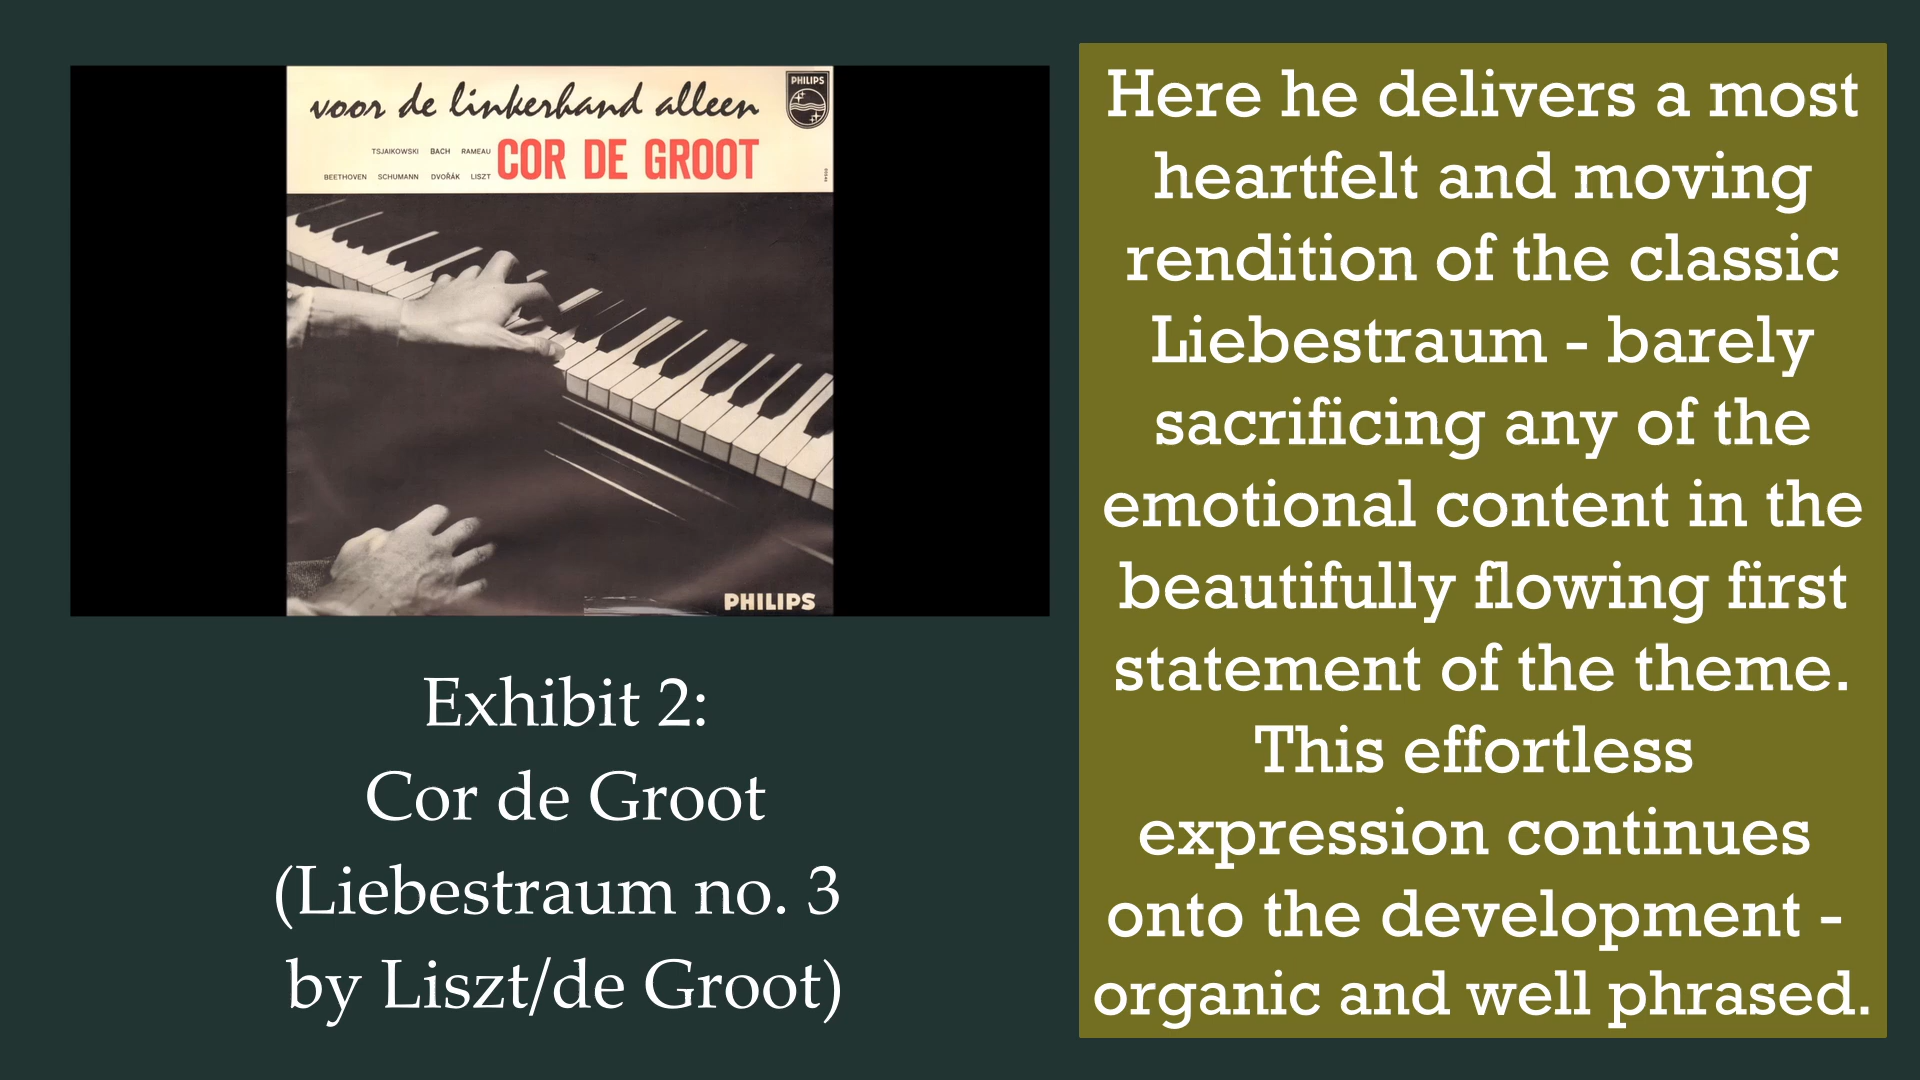 voor de linkerhand alleen
PHILIPS
TSJAIKOWSKI BACH RAMEAU
COR DE GROOT
BEETHOVEN SCHUMANN DVOŘÁK LISZT
PHILIPS
Exhibit 2:
Cor de Groot
(Liebestraum no. 3
by Liszt/de Groot)
Here he delivers a most
heartfelt and moving
rendition of the classic
Liebestraum - barely
sacrificing any of the
emotional content in the
beautifully flowing first
statement of the theme.
This effortless
expression continues
onto the development -
organic and well phrased.